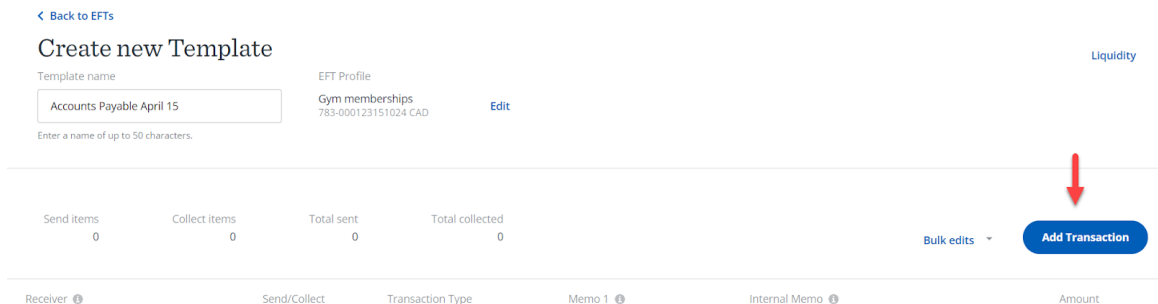 Back to EFTs
Create new Template
Liquidity
Template name
EFT Profile
Accounts Payable April 15
Gym memberships
783-000123151024 CAD
Edit
Enter a name of up to 50 characters.
Send items
Collect items
Total sent
Total collected
0
0
0
0
Bulk edits
Add Transaction
Receiver
Send/Collect
Transaction Type
Memo 1
Internal Memo
Amount